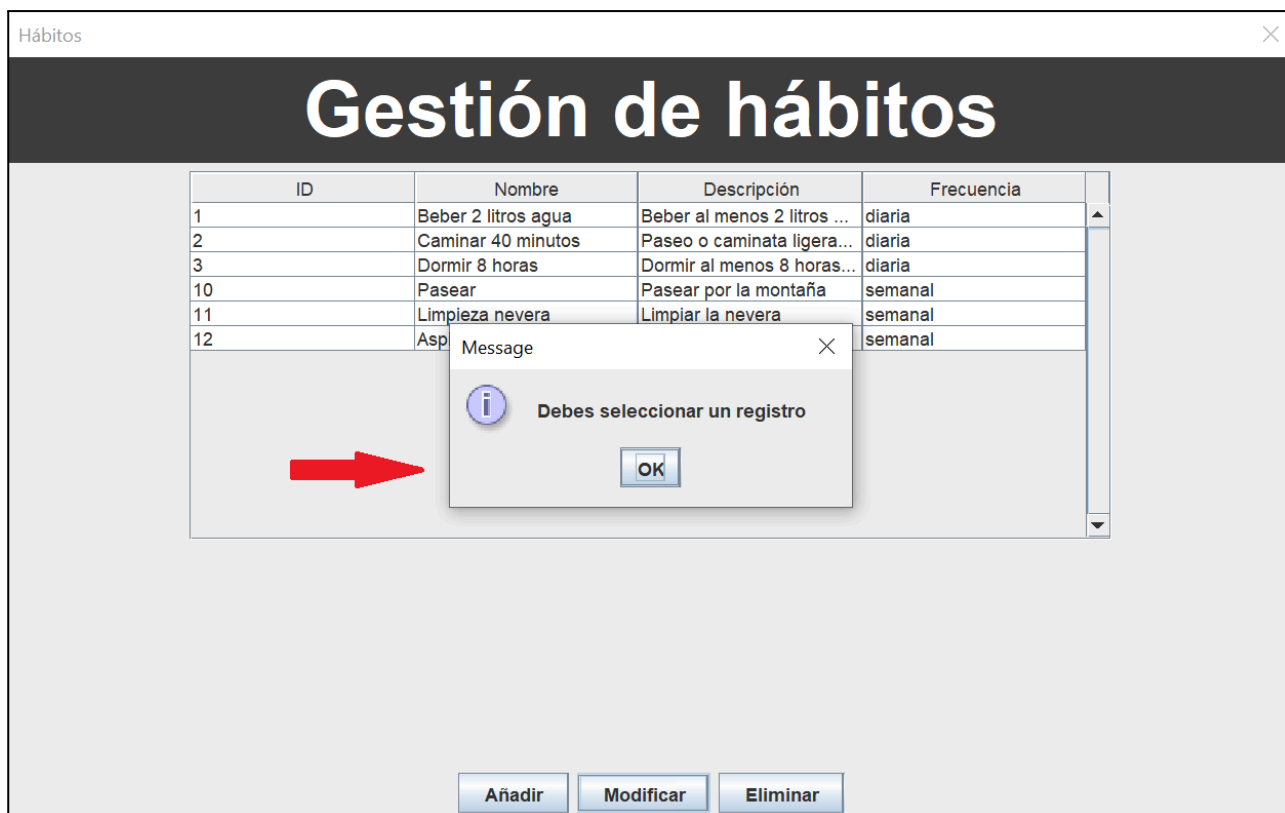 Hábitos
Gestión de hábitos
ID Nombre Descripción Frecuencia
1 Beber 2 litros agua Beber al menos 2 litros ... diaria
2 Caminar 40 minutos Paseo o caminata ligera... diaria
3 Dormir 8 horas Dormir al menos 8 horas... diaria
10 Pasear Pasear por la montaña semanal
11 Limpieza nevera Limpiar la nevera semanal
12 semanal
Message
Debes seleccionar un registro
OK
Añadir Modificar Eliminar